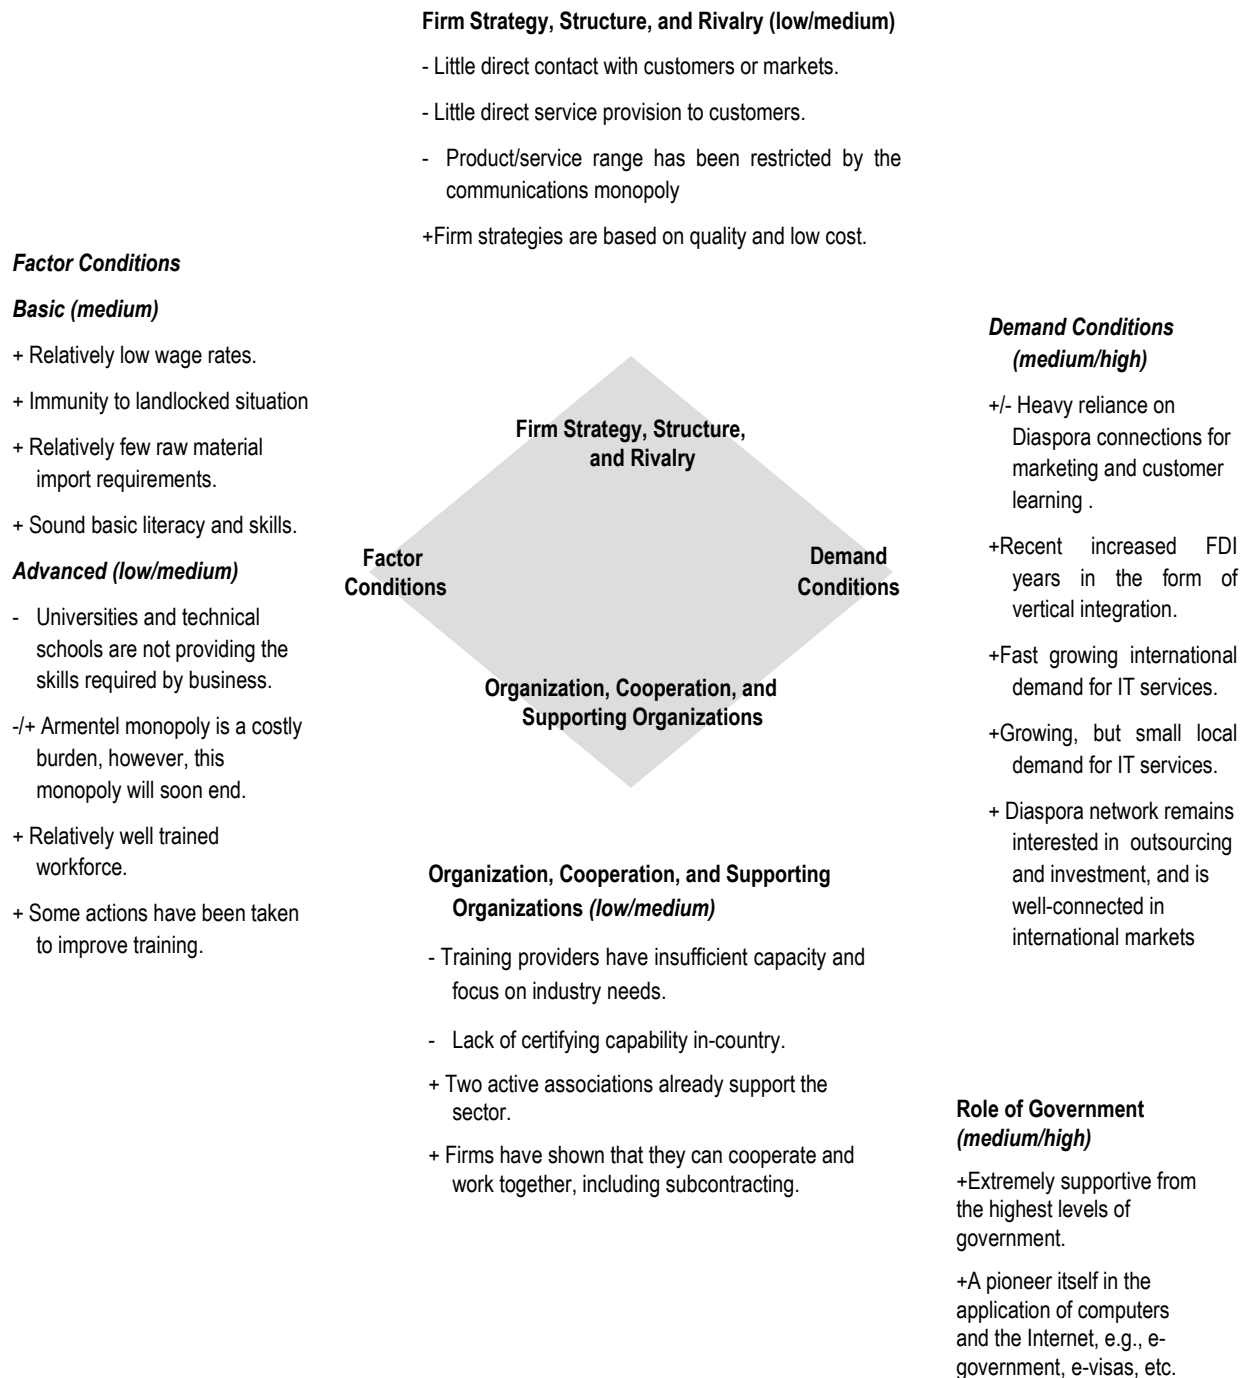 Firm Strategy, Structure, and Rivalry (low/medium)
- Little direct contact with customers or markets.
- Little direct service provision to customers.
- Product/service range has been restricted by the
communications monopoly
+Firm strategies are based on quality and low cost.
Factor Conditions
Basic (medium)
+ Relatively low wage rates.
+ Immunity to landlocked situation
+ Relatively few raw material
import requirements.
+ Sound basic literacy and skills.
Advanced (low/medium)
- Universities and technical
schools are not providing the
skills required by business.
-/+ Armentel monopoly is a costly
burden, however, this
monopoly will soon end.
+ Relatively well trained
workforce.
+ Some actions have been taken
to improve training.
Firm Strategy, Structure,
and Rivalry
Factor
Conditions
Demand
Conditions
Organization, Cooperation, and
Supporting Organizations
Demand Conditions
(medium/high)
+/- Heavy reliance on
Diaspora connections for
marketing and customer
learning .
+Recent increased FDI
years in the form of
vertical integration.
+Fast growing international
demand for IT services.
+Growing, but small local
demand for IT services.
+ Diaspora network remains
interested in outsourcing
and investment, and is
well-connected in
international markets
Organization, Cooperation, and Supporting
Organizations (low/medium)
- Training providers have insufficient capacity and
focus on industry needs.
- Lack of certifying capability in-country.
+ Two active associations already support the
sector.
+ Firms have shown that they can cooperate and
work together, including subcontracting.
Role of Government
(medium/high)
+Extremely supportive from
the highest levels of
government.
+A pioneer itself in the
application of computers
and the Internet, e.g., e-
government, e-visas, etc.